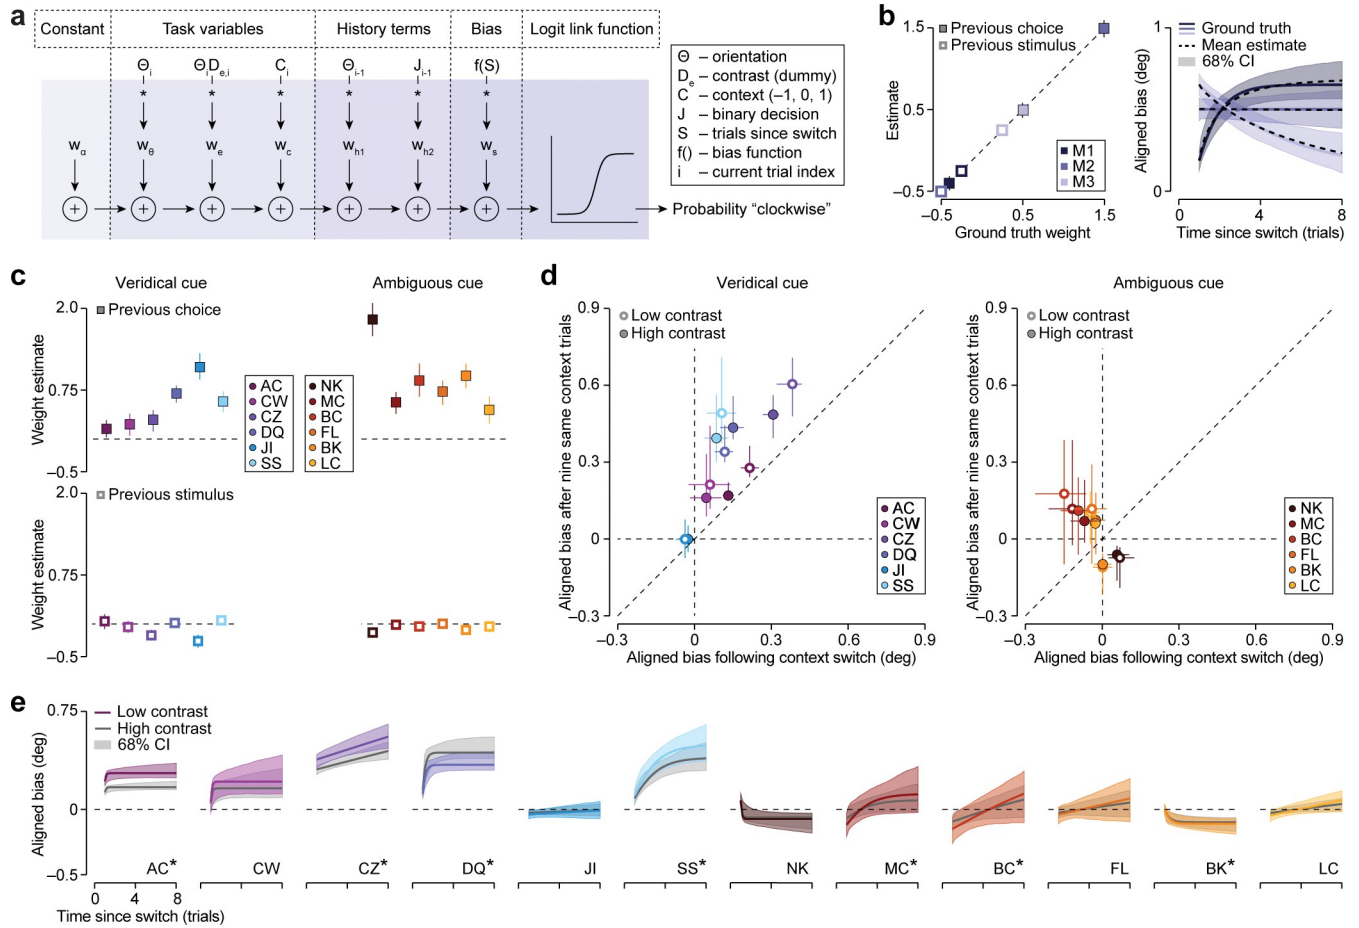 a
Constant
Task variables
History terms
Bias
Logit link function
Θi
ΘiDe,i
Ci
Θi-1
Ji-1
f(S)
* * * * * *
wα
wθ
we
wc
wh1
wh2
ws
+ + + + + + +
Probability “clockwise”
Θ – orientation
De – contrast (dummy)
C – context (–1, 0, 1)
J – binary decision
S – trials since switch
f() – bias function
i – current trial index
b
Previous choice
Previous stimulus
1.5
0.5
–0.5
Estimate
M1
M2
M3
–0.5 0.5 1.5
Ground truth weight
Ground truth
Mean estimate
68% CI
1
0
Aligned bias (deg)
0 4 8
Time since switch (trials)
c
Veridical cue
Ambiguous cue
Previous choice
2.0
0.75
–0.5
Weight estimate
AC
CW
CZ
DQ
JI
SS
NK
MC
BC
FL
BK
LC
Previous stimulus
2.0
0.75
–0.5
Weight estimate
d
Veridical cue
Low contrast
High contrast
0.9
0.6
0.3
0
–0.3
Aligned bias after nine same context trials
AC
CW
CZ
DQ
JI
SS
–0.3 0 0.3 0.6 0.9
Aligned bias following context switch (deg)
Ambiguous cue
Low contrast
High contrast
0.9
0.6
0.3
0
–0.3
Aligned bias after nine same context trials
NK
MC
BC
FL
BK
LC
–0.3 0 0.3 0.6 0.9
Aligned bias following context switch (deg)
e
Low contrast
High contrast
68% CI
0.75
0
–0.5
Aligned bias (deg)
AC* CW CZ* DQ* JI SS* NK MC* BC* FL BK* LC
0 4 8
Time since switch (trials)